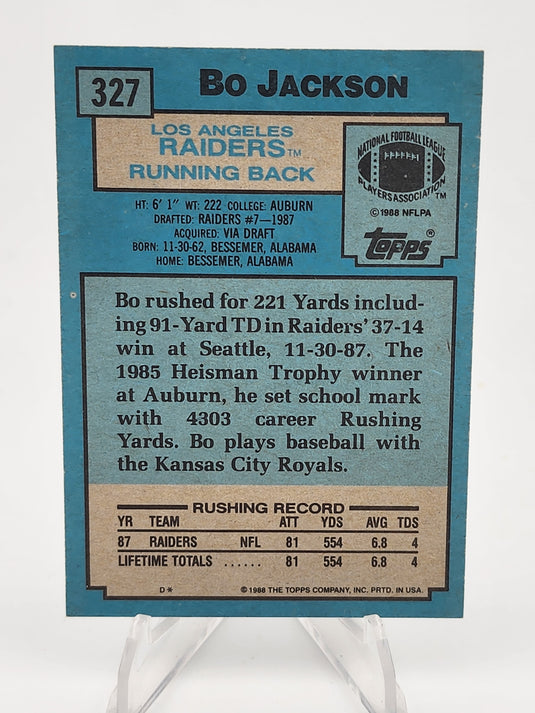 327
BO JACKSON
LOS ANGELES
RAIDERS™
RUNNING BACK
NATIONAL FOOTBALL LEAGUE
PLAYERS ASSOCIATION™
© 1988 NFLPA
TOPPS®
HT: 6' 1" WT: 222 COLLEGE: AUBURN
DRAFTED: RAIDERS #7—1987
ACQUIRED: VIA DRAFT
BORN: 11-30-62, BESSEMER, ALABAMA
HOME: BESSEMER, ALABAMA
Bo rushed for 221 Yards includ-
ing 91-Yard TD in Raiders' 37-14
win at Seattle, 11-30-87. The
1985 Heisman Trophy winner
at Auburn, he set school mark
with 4303 career Rushing
Yards. Bo plays baseball with
the Kansas City Royals.
RUSHING RECORD
YR TEAM ATT YDS AVG TDS
87 RAIDERS NFL 81 554 6.8 4
LIFETIME TOTALS ...... 81 554 6.8 4
D* © 1988 THE TOPPS COMPANY, INC. PRTD. IN USA.